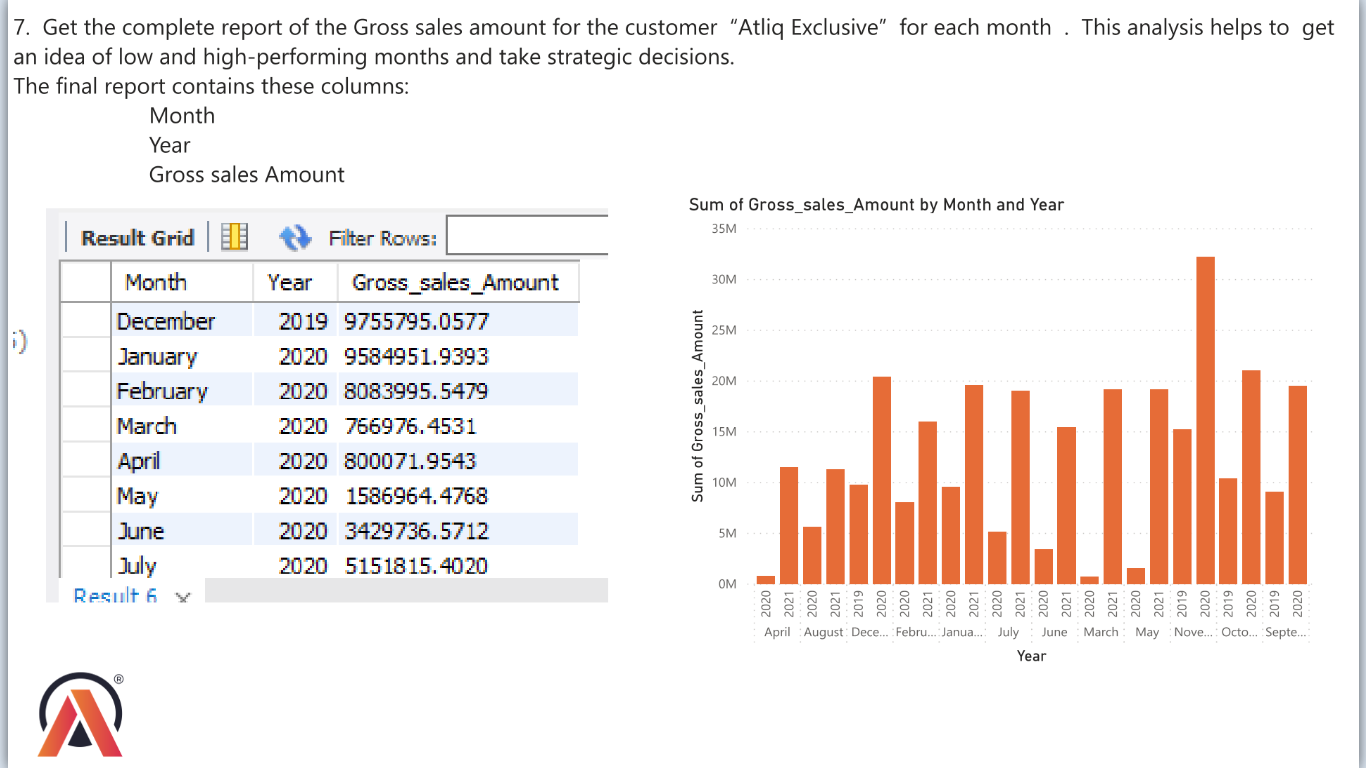 7. Get the complete report of the Gross sales amount for the customer “Atliq Exclusive” for each month . This analysis helps to get
an idea of low and high-performing months and take strategic decisions.
The final report contains these columns:
Month
Year
Gross sales Amount
Result Grid Filter Rows:
Month Year Gross_sales_Amount
December 2019 9755795.0577
January 2020 9584951.9393
February 2020 8083995.5479
March 2020 766976.4531
April 2020 800071.9543
May 2020 1586964.4768
June 2020 3429736.5712
July 2020 5151815.4020
Result 6
Sum of Gross_sales_Amount by Month and Year
Sum of Gross_sales_Amount
35M
30M
25M
20M
15M
10M
5M
0M
2020 2021 2020 2021 2019 2020 2020 2021 2020 2021 2020 2021 2020 2021 2020 2021 2020 2021 2019 2020 2019 2020 2019 2020
April August Dece... Febru... Janua... July June March May Nove... Octo... Septe...
Year
®